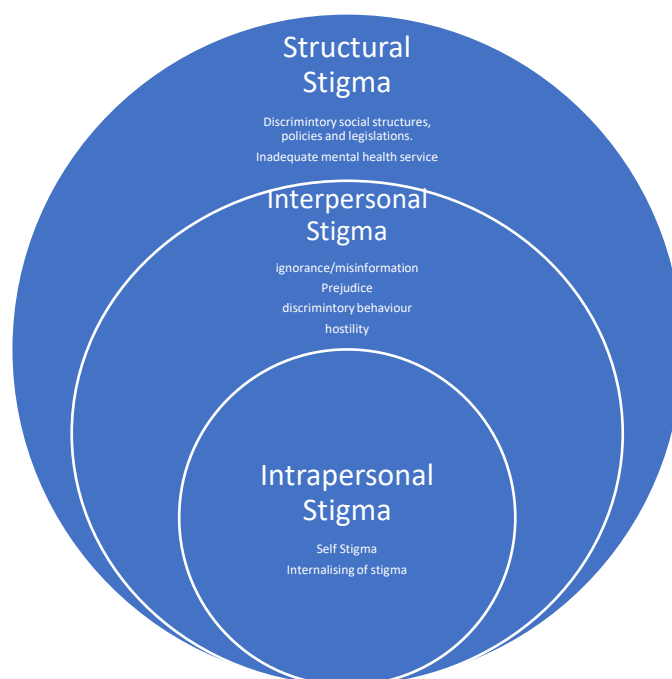 Structural
Stigma
Discrimintory social structures,
policies and legislations.
Inadequate mental health service
Interpersonal
Stigma
ignorance/misinformation
Prejudice
discrimintory behaviour
hostility
Intrapersonal
Stigma
Self Stigma
Internalising of stigma